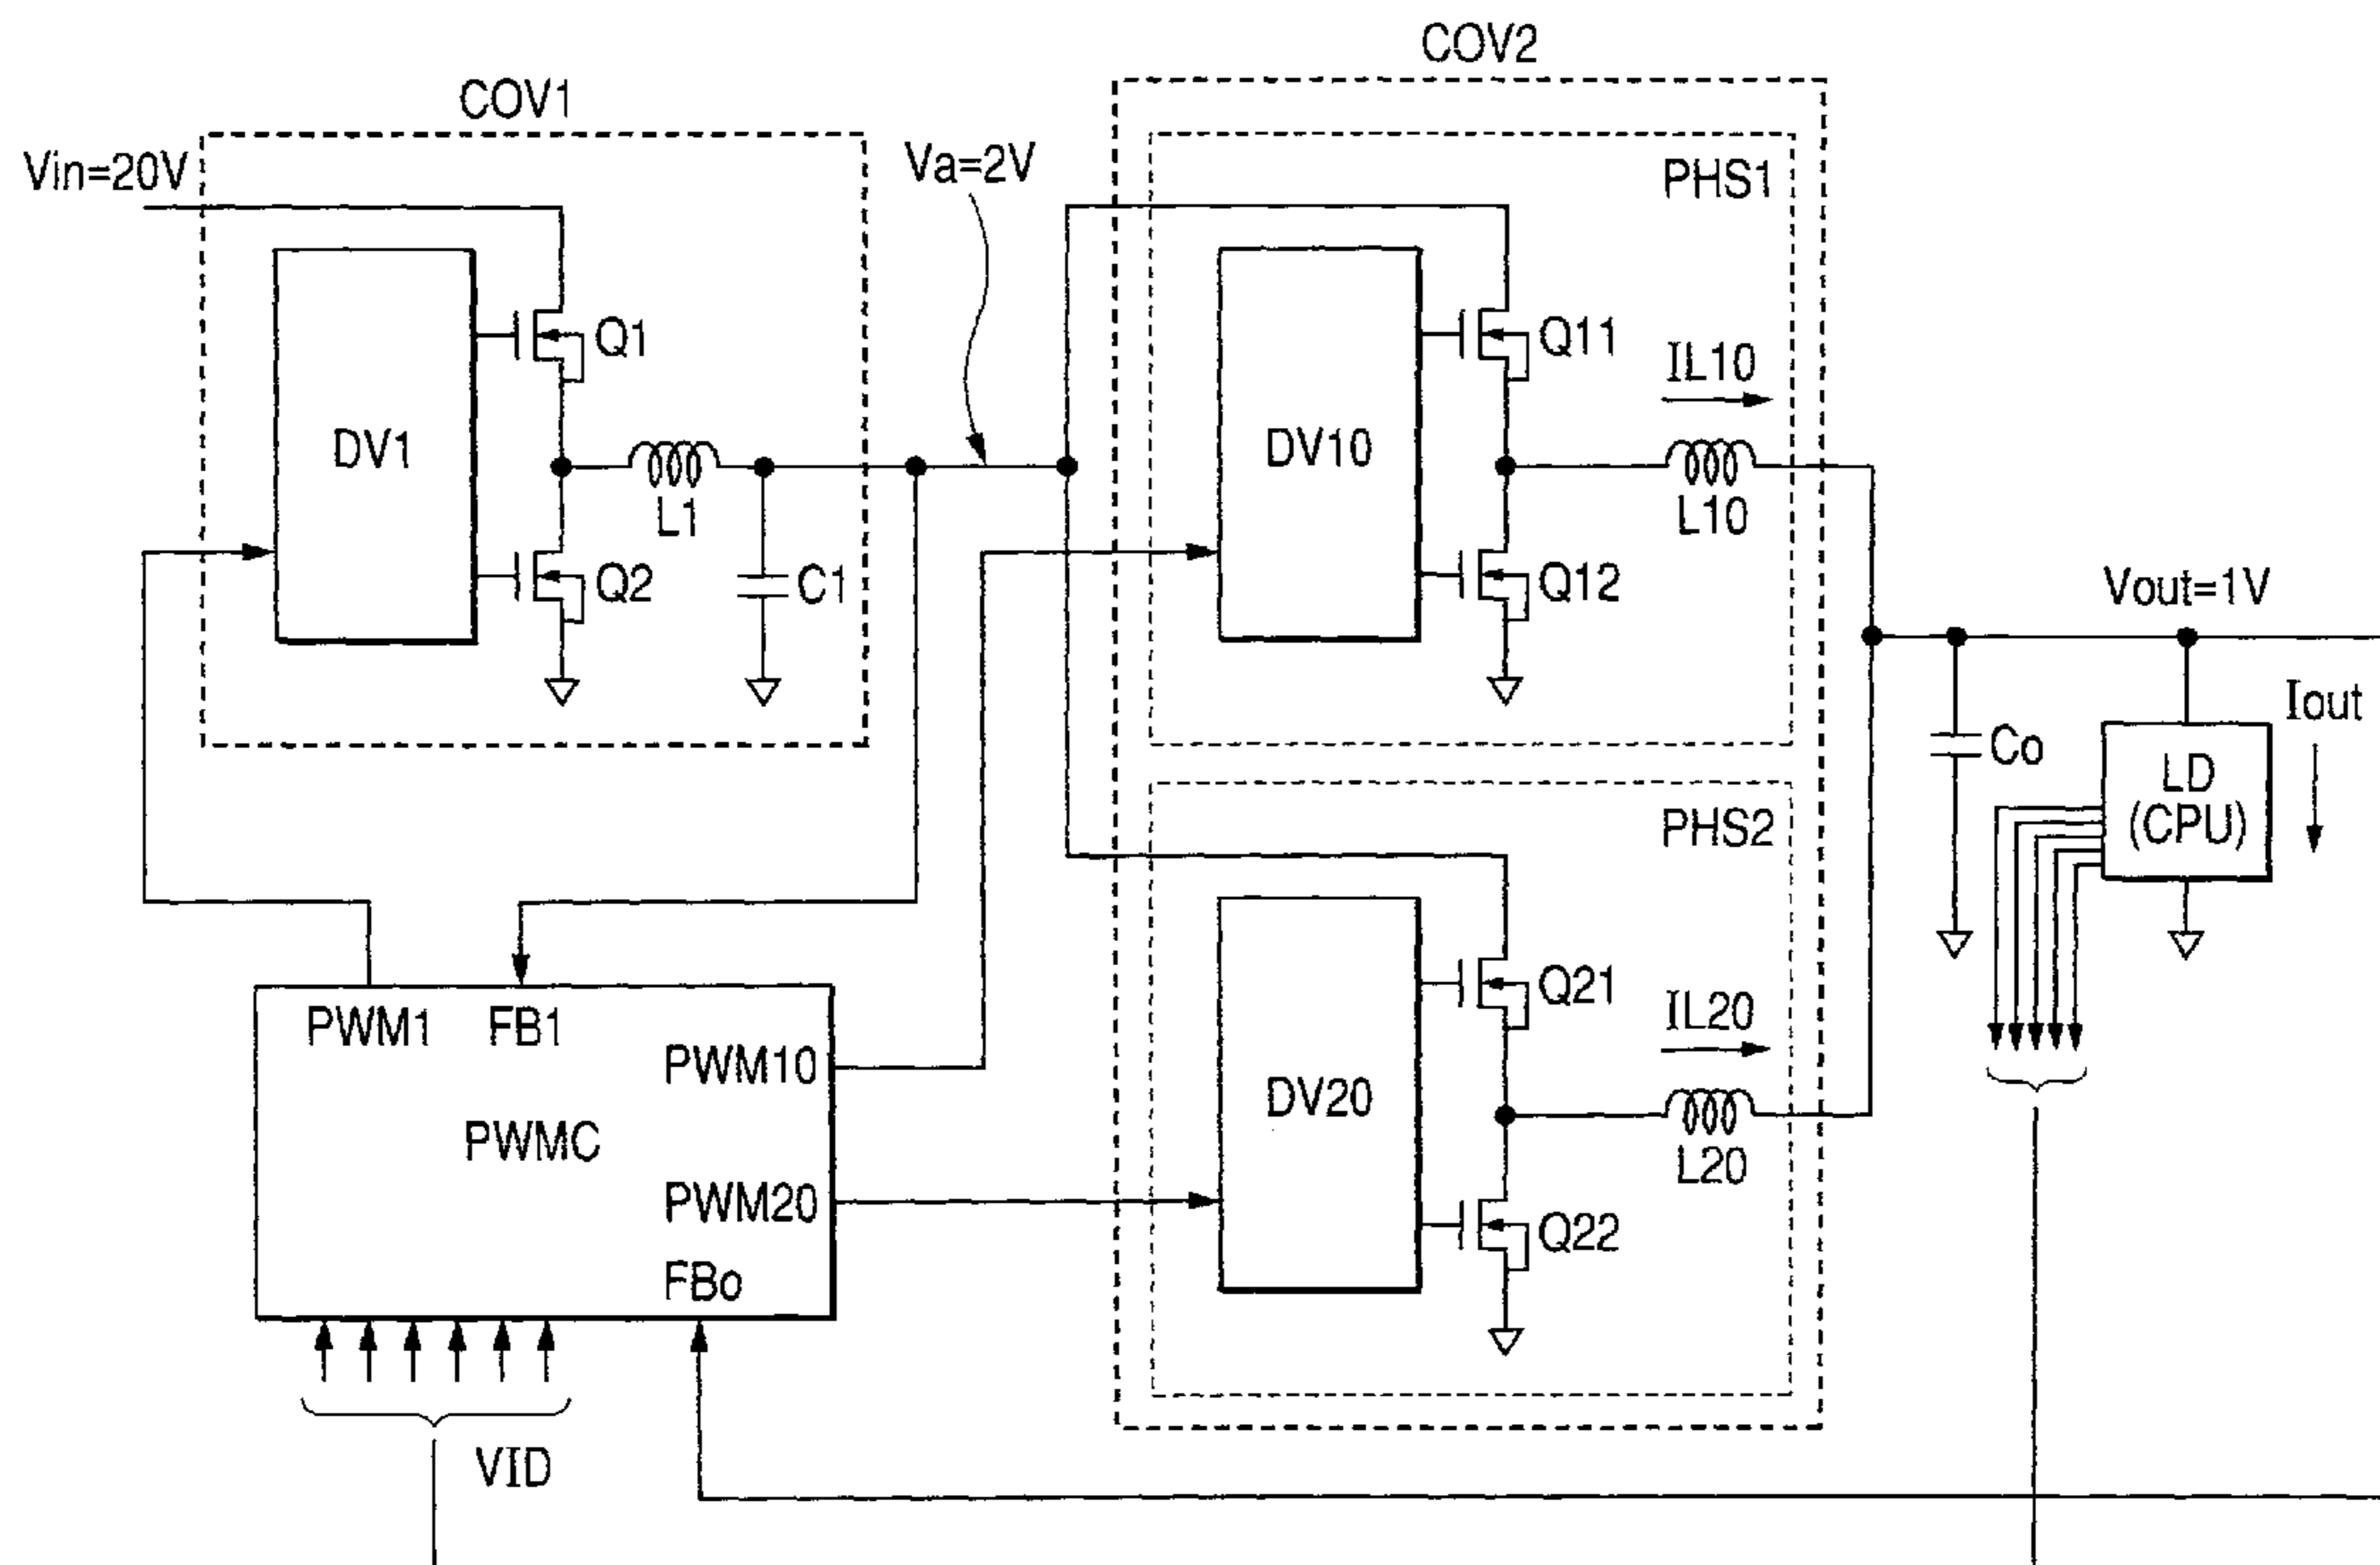 COV2
COV1
Vin=20V
Va=2V
PHS1
Q1
Q11
IL10
DV1
DV10
L1
L10
Q2
C1
Q12
Vout=1V
Iout
Co
LD
(CPU)
PHS2
Q21
IL20
PWM1
FB1
PWM10
DV20
PWMC
L20
PWM20
Q22
FBo
VID